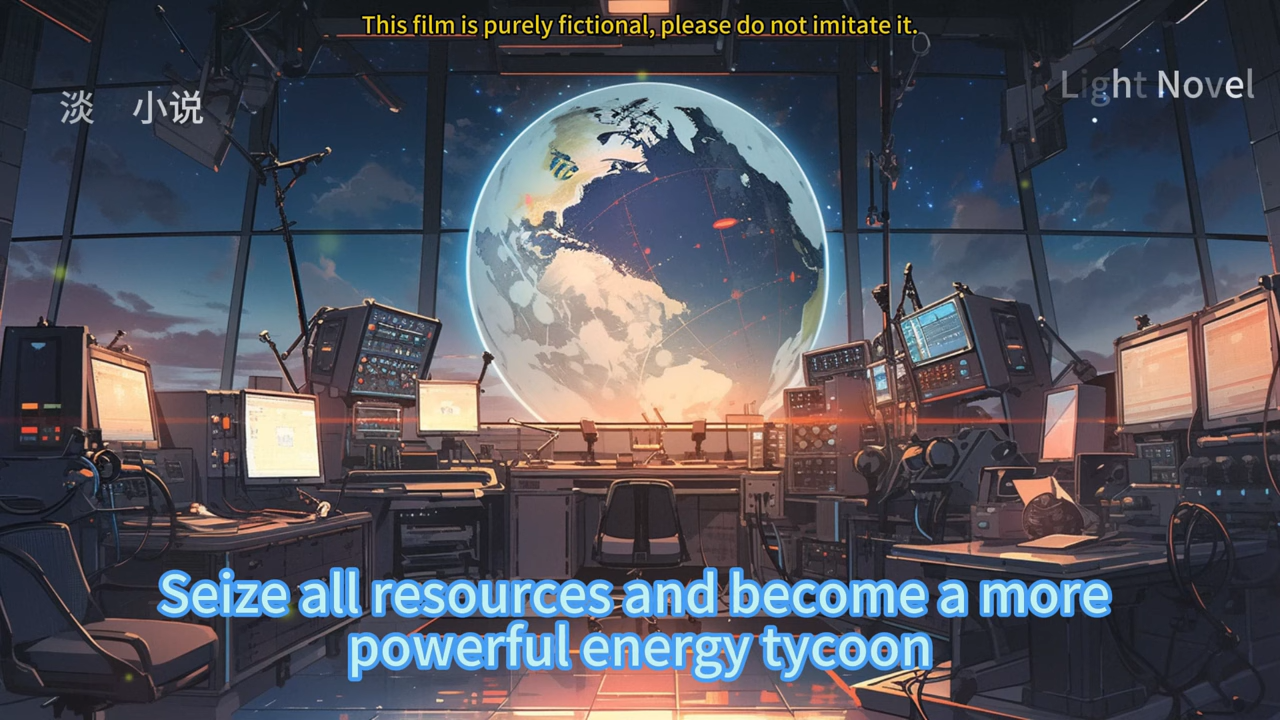 This film is purely fictional, please do not imitate it.
淡 小说
Light Novel
Seize all resources and become a more
powerful energy tycoon